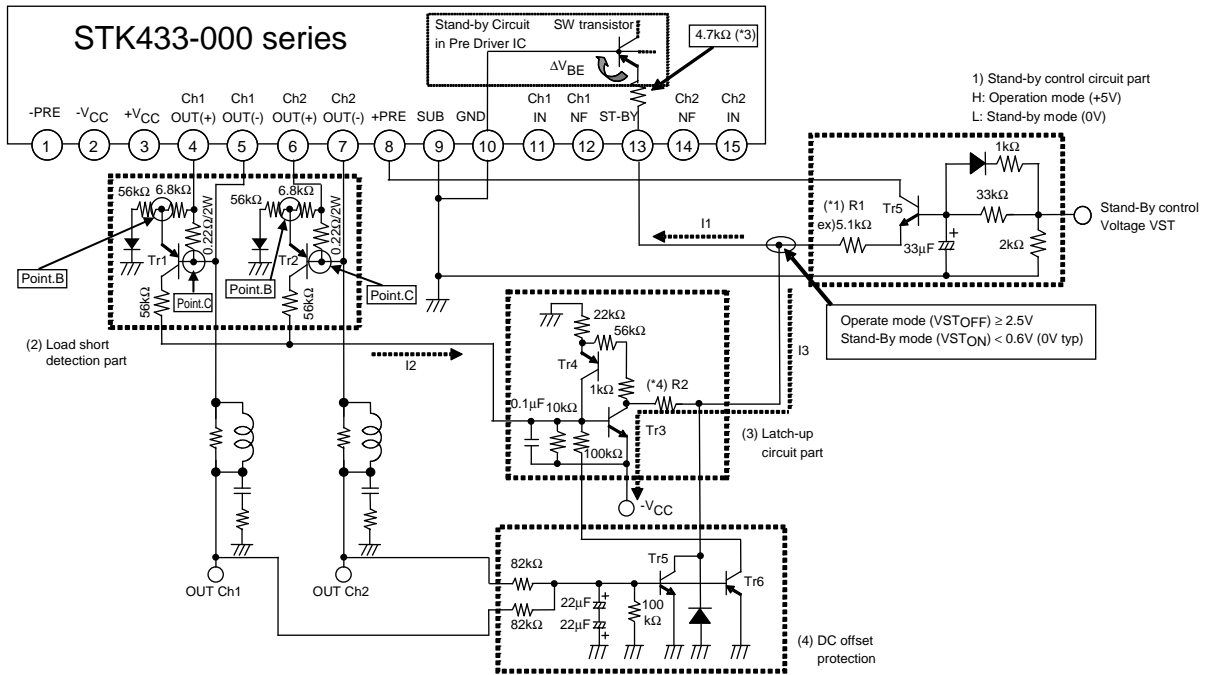 STK433-000 series
Stand-by Circuit
in Pre Driver IC
SW transistor
ΔVBE
4.7kΩ (*3)
1) Stand-by control circuit part
H: Operation mode (+5V)
L: Stand-by mode (0V)
-PRE
-VCC
+VCC
Ch1
OUT(+)
Ch1
OUT(-)
Ch2
OUT(+)
Ch2
OUT(-)
+PRE
SUB
GND
Ch1
IN
Ch1
NF
ST-BY
Ch2
NF
Ch2
IN
1
2
3
4
5
6
7
8
9
10
11
12
13
14
15
1kΩ
33kΩ
2kΩ
33μF
Tr5
(*1) R1
ex)5.1kΩ
Stand-By control
Voltage VST
I1
56kΩ
6.8kΩ
0.22Ω/2W
Tr1
56kΩ
56kΩ
6.8kΩ
0.22Ω/2W
Tr2
56kΩ
Point.B
Point.C
Point.B
Point.C
(2) Load short
detection part
I2
Operate mode (VSTOFF) ≥ 2.5V
Stand-By mode (VSTON) < 0.6V (0V typ)
22kΩ
56kΩ
Tr4
1kΩ
(*4) R2
0.1μF
10kΩ
Tr3
100kΩ
I3
(3) Latch-up
circuit part
-VCC
OUT Ch1
OUT Ch2
82kΩ
82kΩ
22μF
22μF
100
kΩ
Tr5
Tr6
(4) DC offset
protection